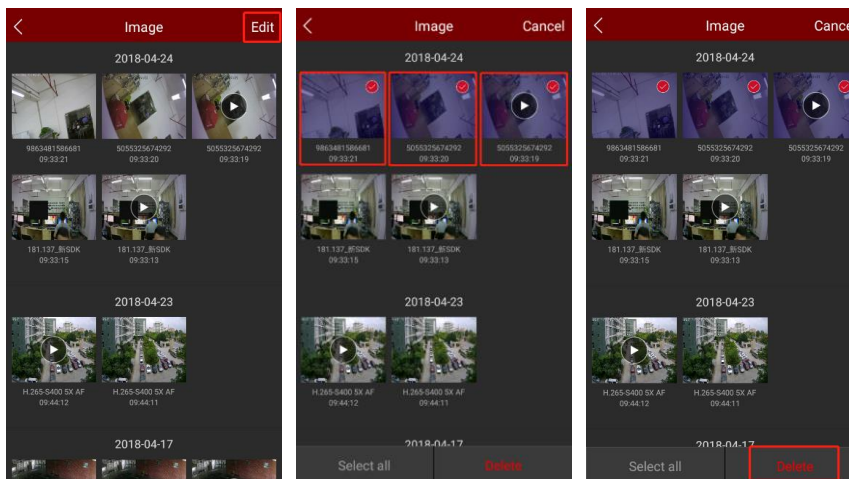 Image
Edit
2018-04-24
9863481586681
5055325674292
5055325674292
09:33:21
09:33:20
09:33:19
181.137_新SDK
181.137_新SDK
09:33:15
09:33:13
2018-04-23
H.265-S400 5X AF
H.265-S400 5X AF
09:44:12
09:44:11
2018-04-17
Image
Cancel
2018-04-24
9863481586681
5055325674292
5055325674292
09:33:21
09:33:20
09:33:19
181.137_新SDK
181.137_新SDK
09:33:15
09:33:13
2018-04-23
H.265-S400 5X AF
H.265-S400 5X AF
09:44:12
09:44:11
2018-04-17
Select all
Delete
Image
Cance
2018-04-24
9863481586681
5055325674292
5055325674292
09:33:21
09:33:20
09:33:19
181.137_新SDK
181.137_新SDK
09:33:15
09:33:13
2018-04-23
H.265-S400 5X AF
H.265-S400 5X AF
09:44:12
09:44:11
2018-04-17
Select all
Delete